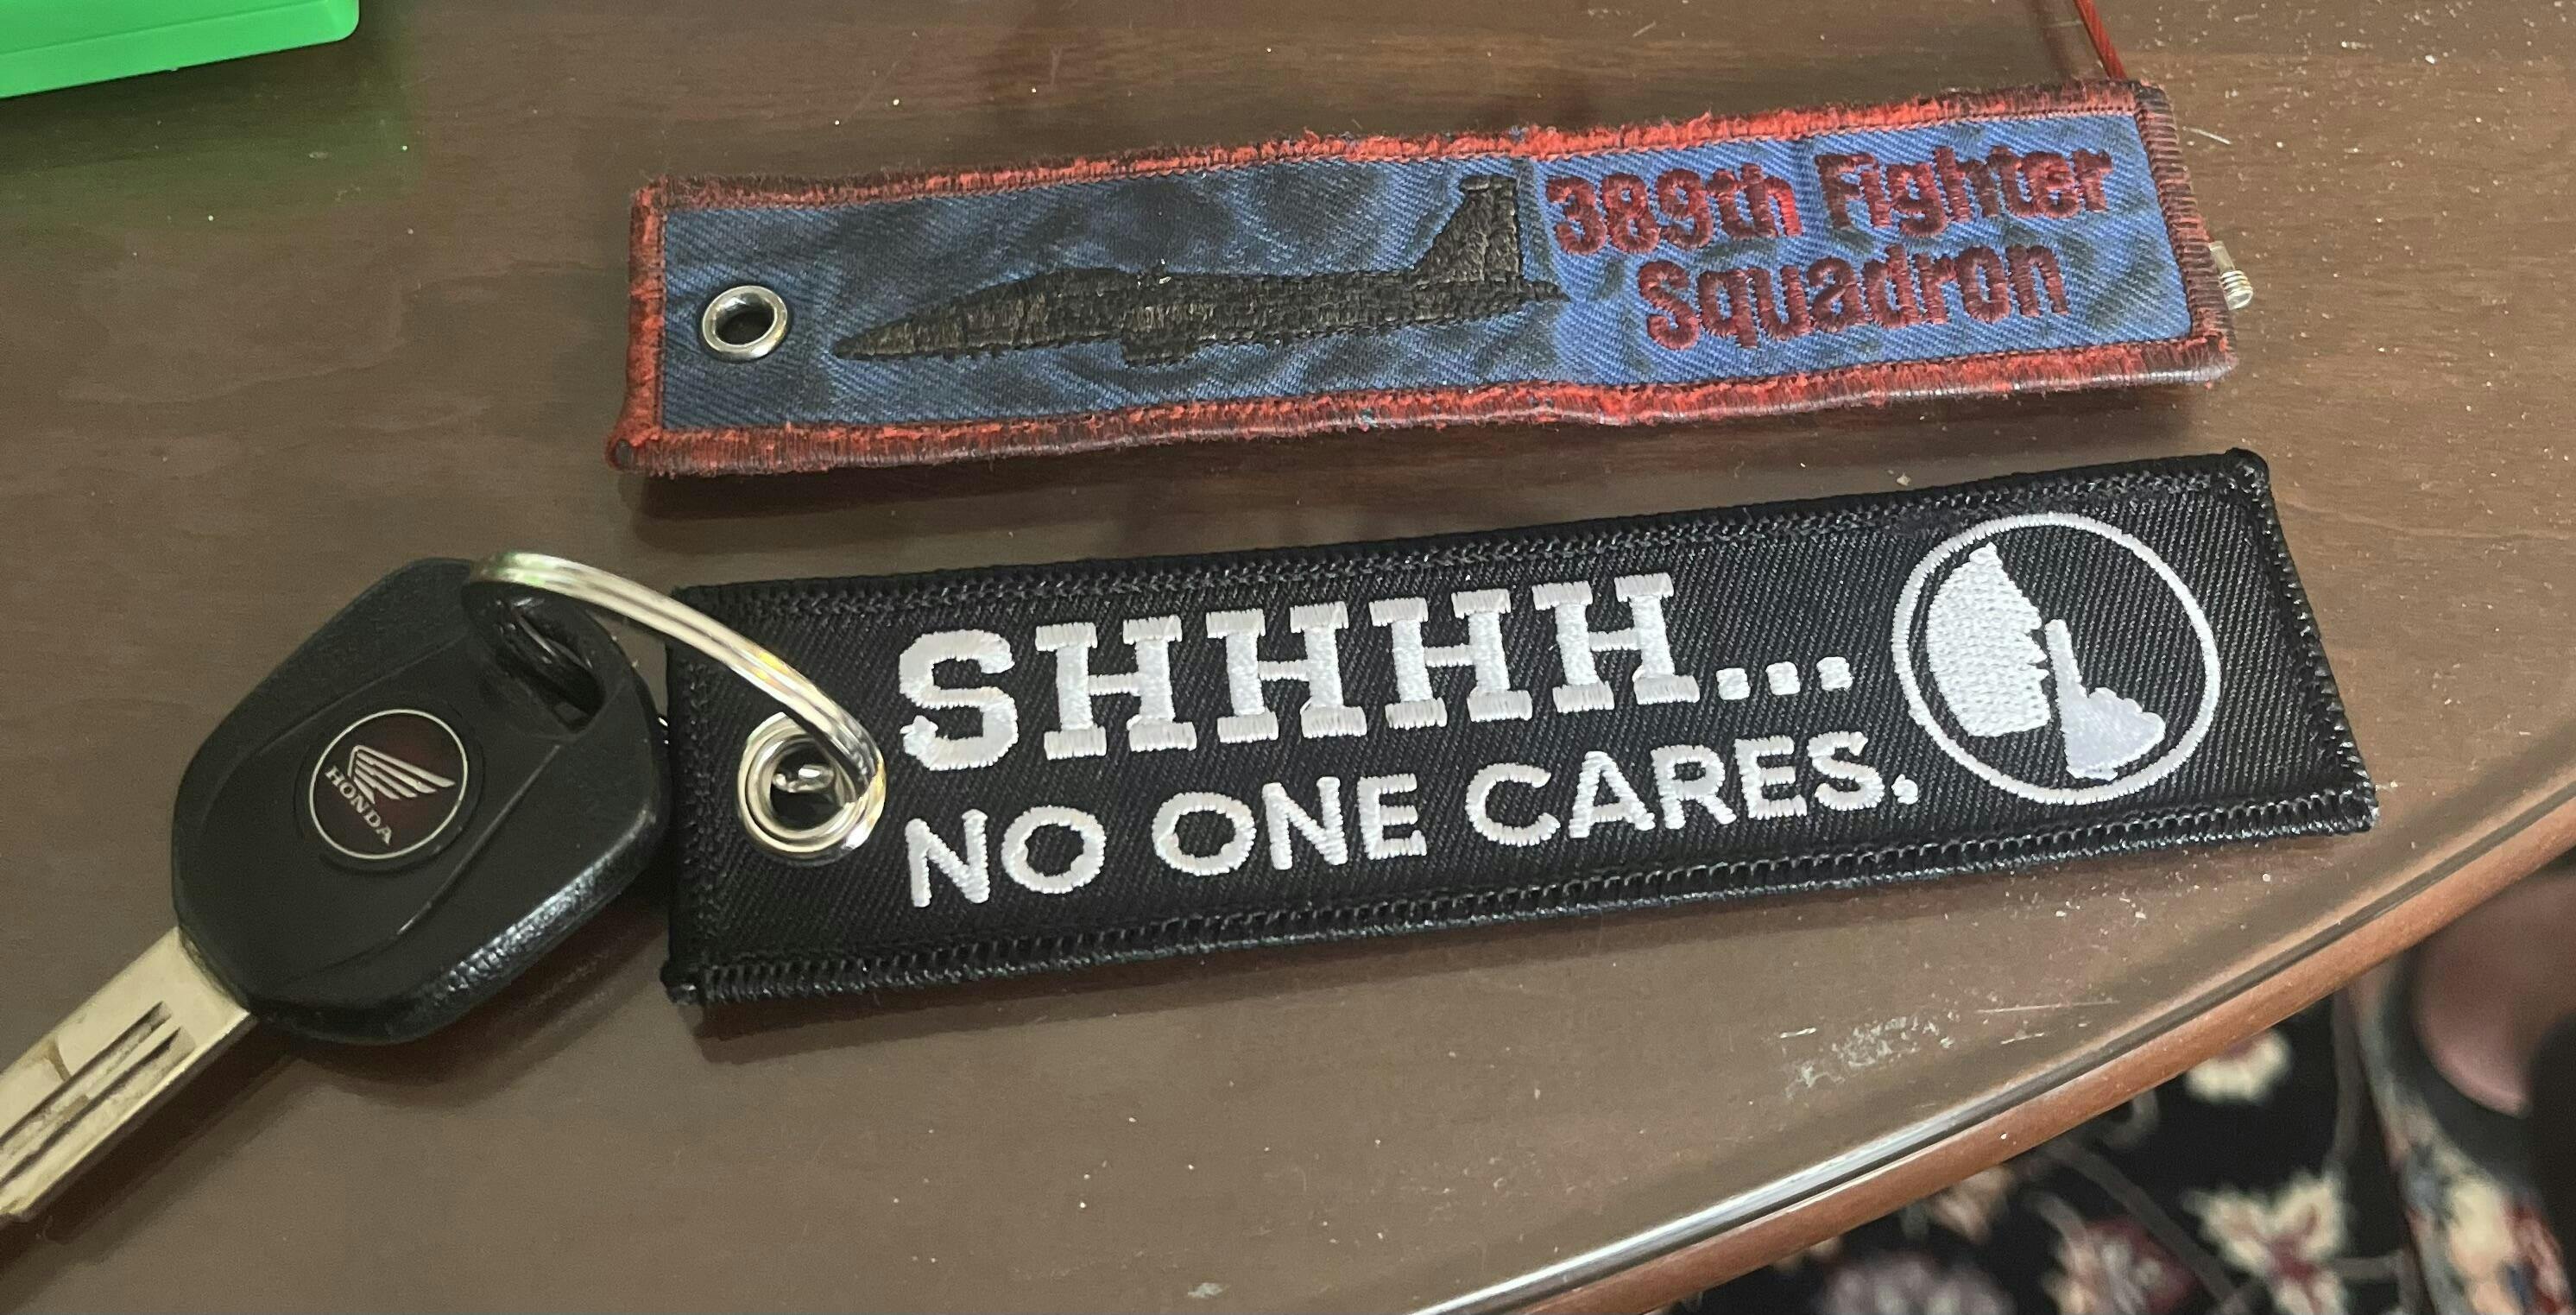 389th Fighter
Squadron
SHHHH...
NO ONE CARES.
HONDA